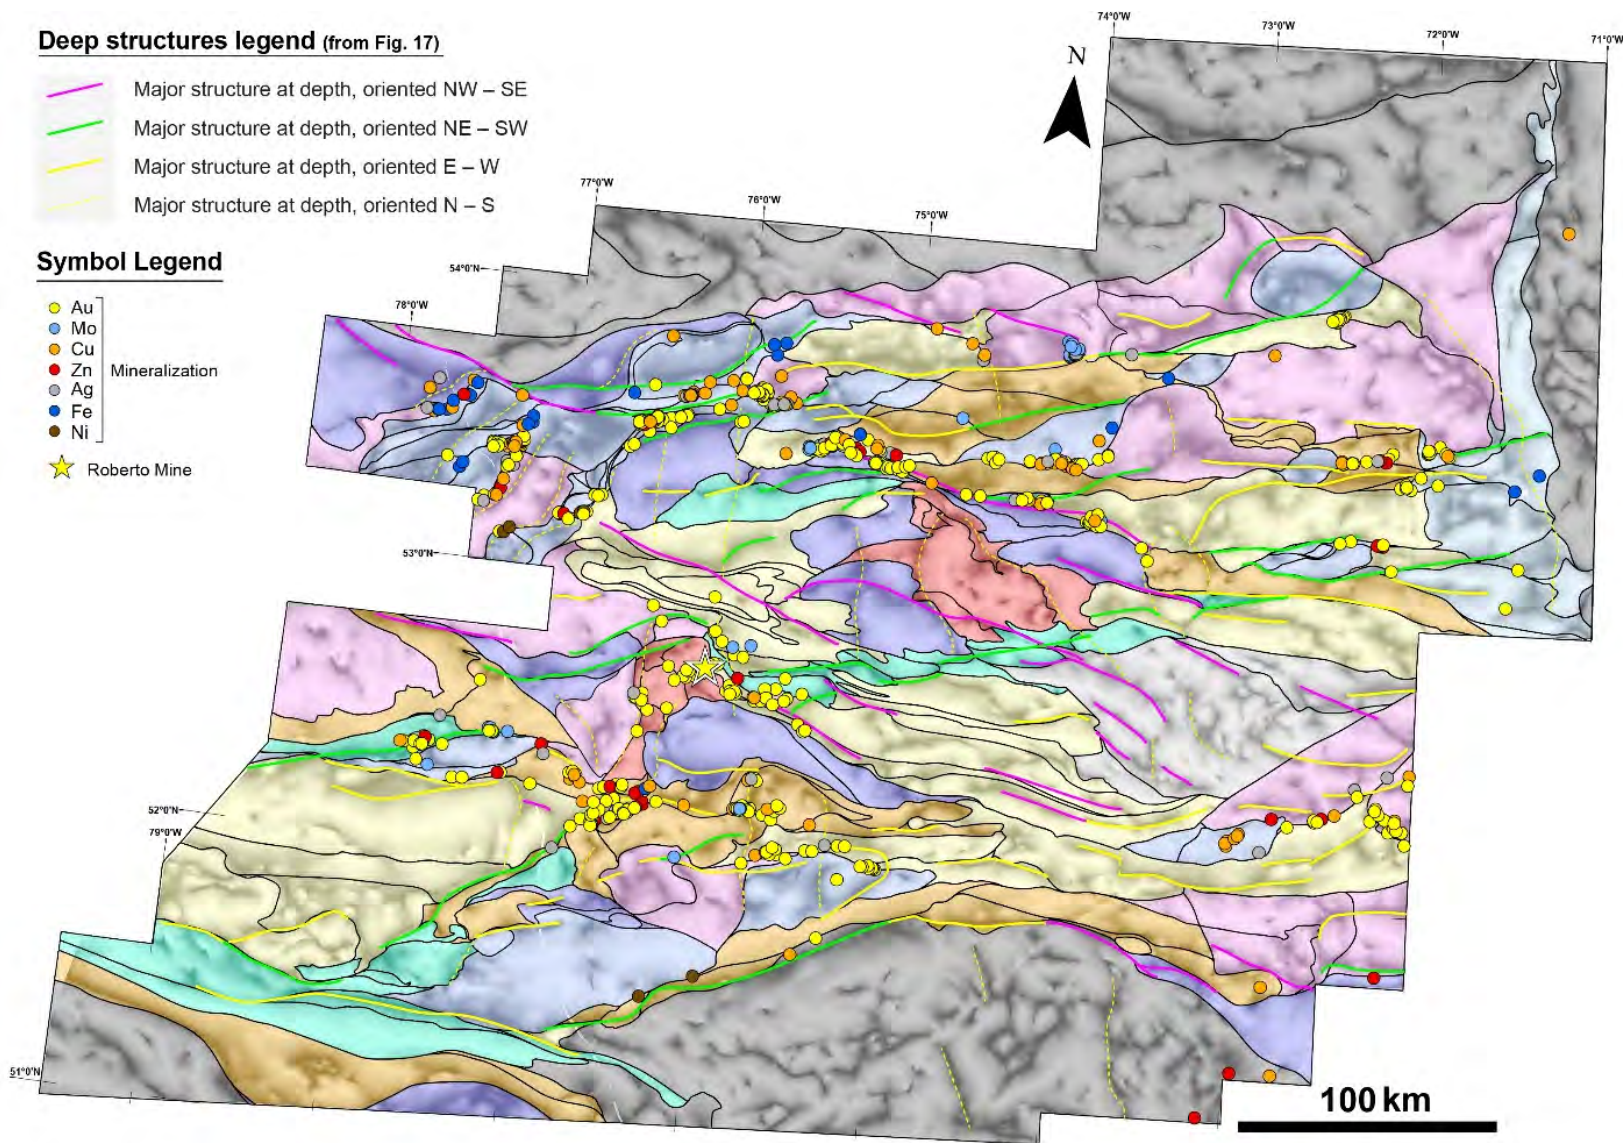 Deep structures legend (from Fig. 17)
Major structure at depth, oriented NW – SE
Major structure at depth, oriented NE – SW
Major structure at depth, oriented E – W
Major structure at depth, oriented N – S
Symbol Legend
Au
Mo
Cu
Zn
Ag
Fe
Ni
Mineralization
Roberto Mine
N
74°0'W
73°0'W
72°0'W
71°0'W
77°0'W
76°0'W
75°0'W
54°0'N
78°0'W
53°0'N
52°0'N
79°0'W
51°0'N
100 km